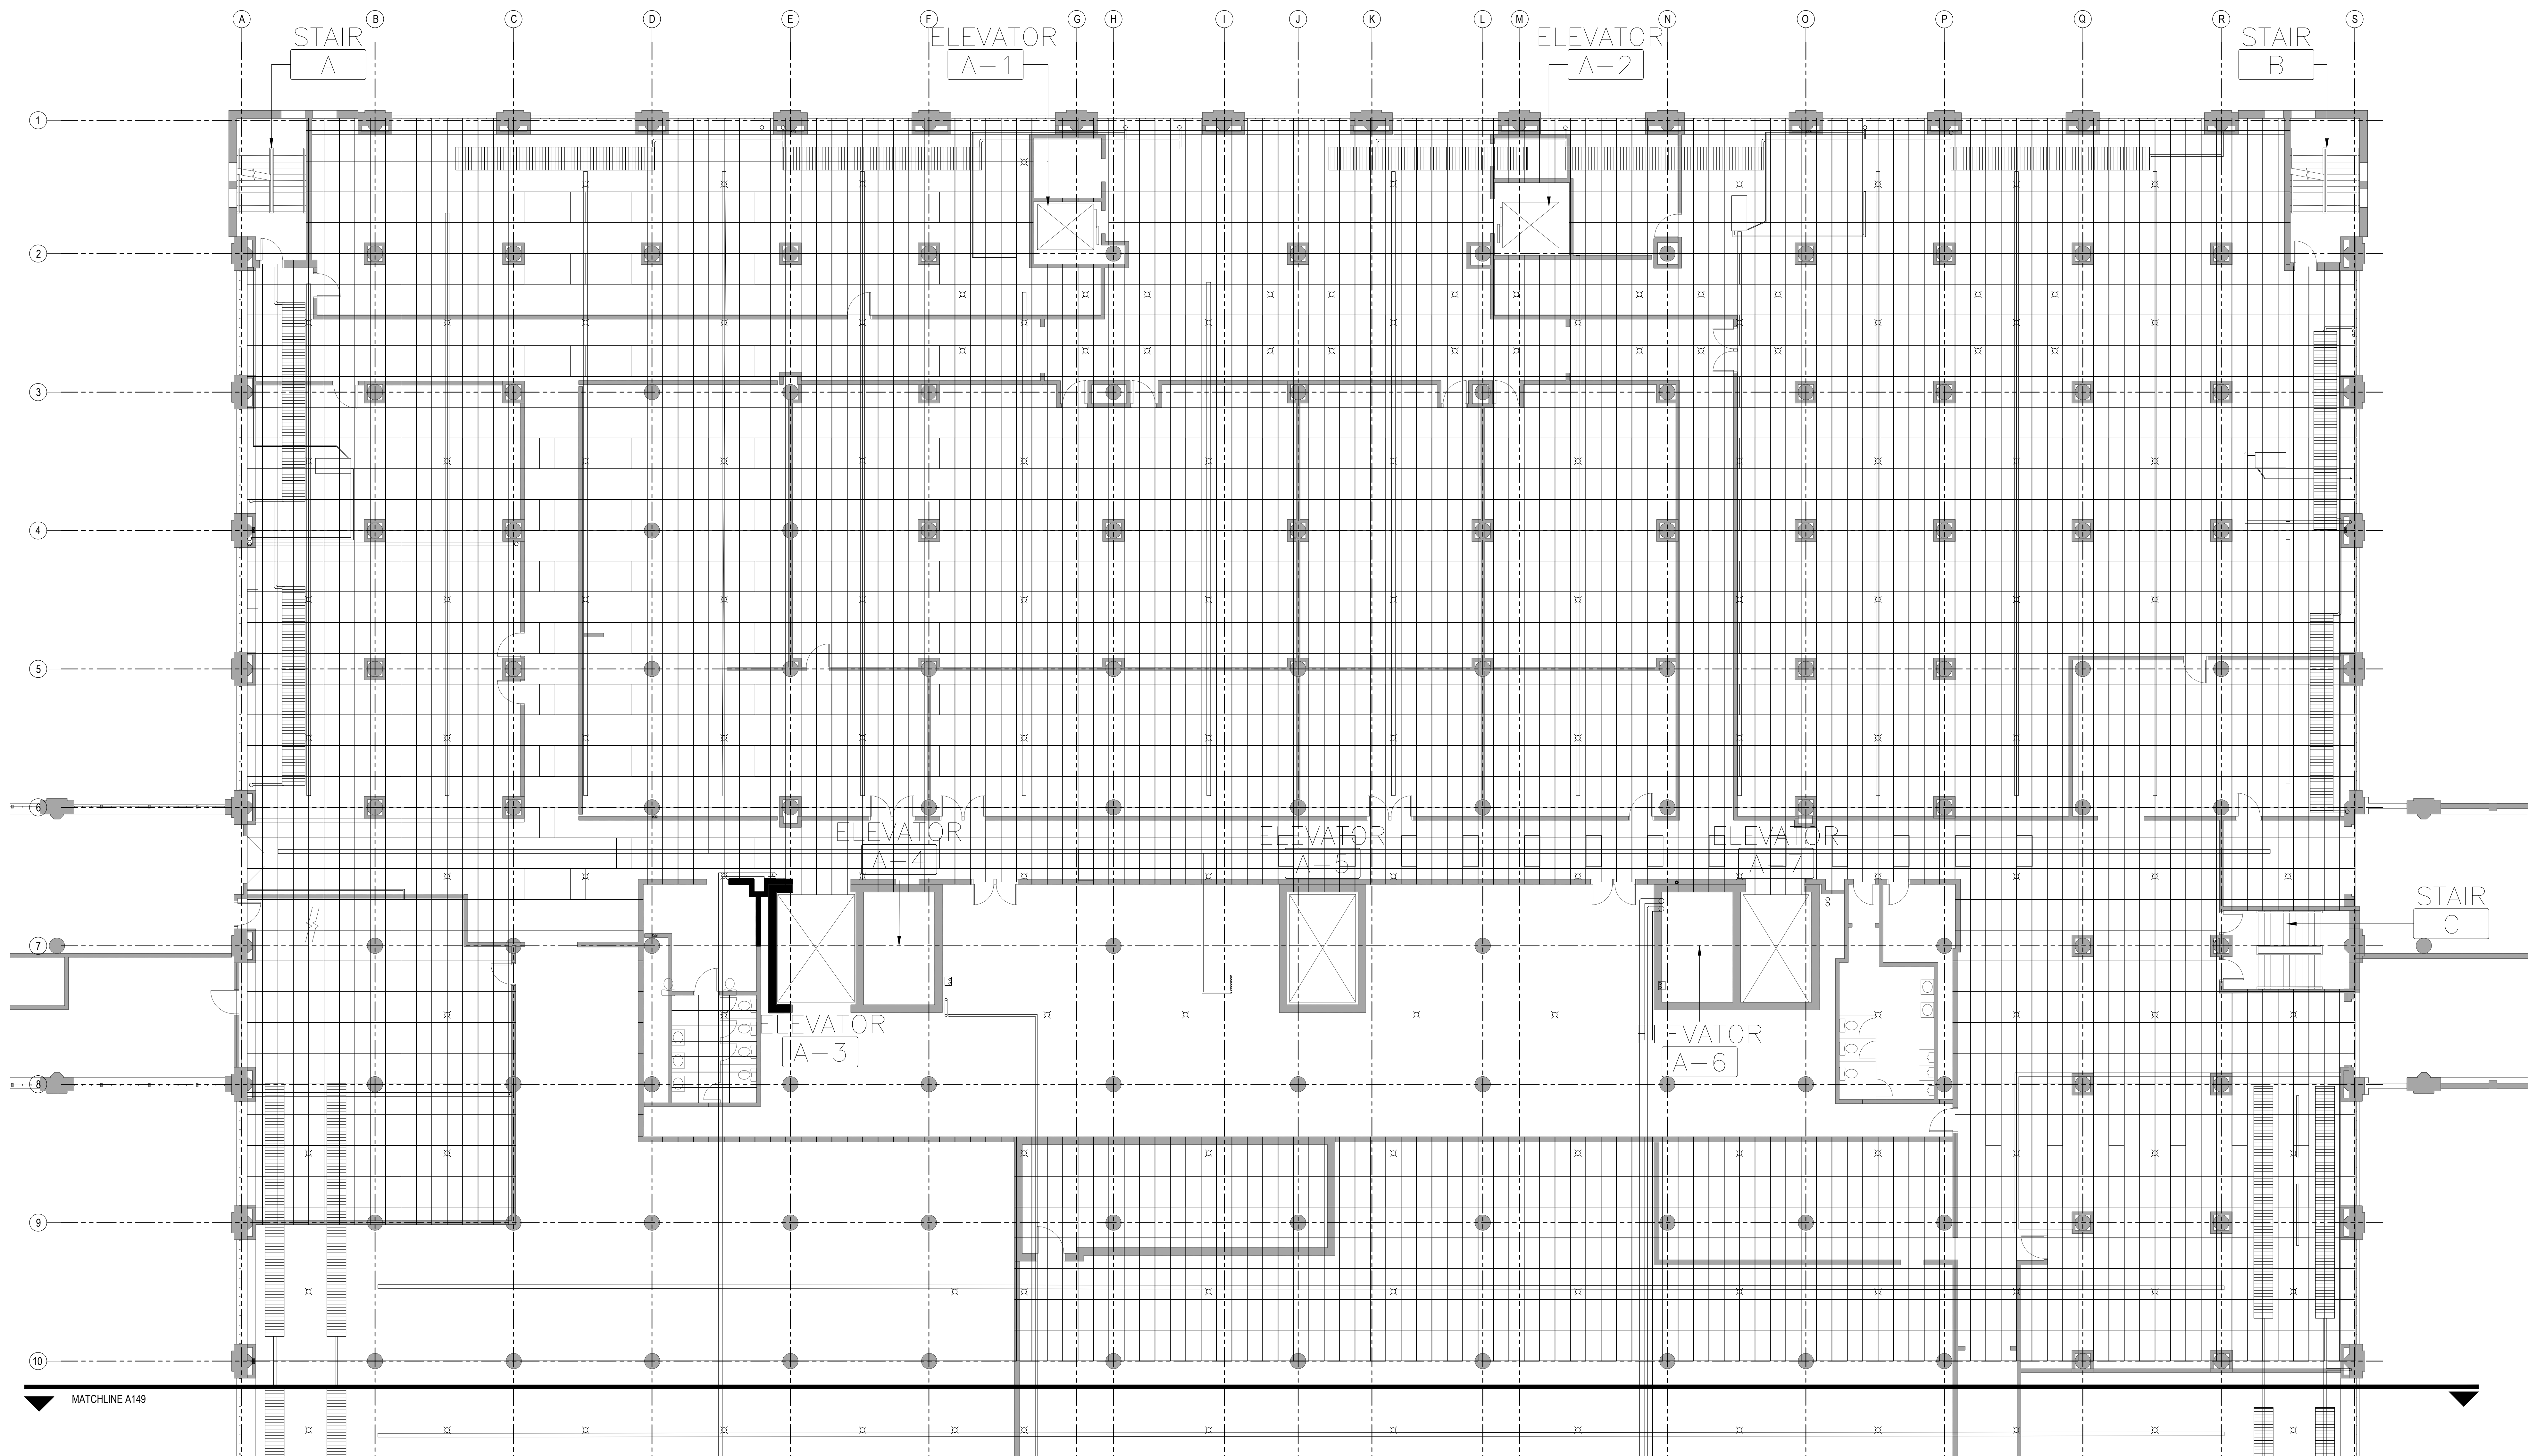 A B C D E F G H I J K L M N O P Q R S
STAIR
A
ELEVATOR
A-1
ELEVATOR
A-2
STAIR
B
1
2
3
4
5
6
ELEVATOR
A-4
ELEVATOR
A-5
ELEVATOR
A-7
STAIR
C
7
ELEVATOR
A-3
ELEVATOR
A-6
8
9
10
MATCHLINE A149